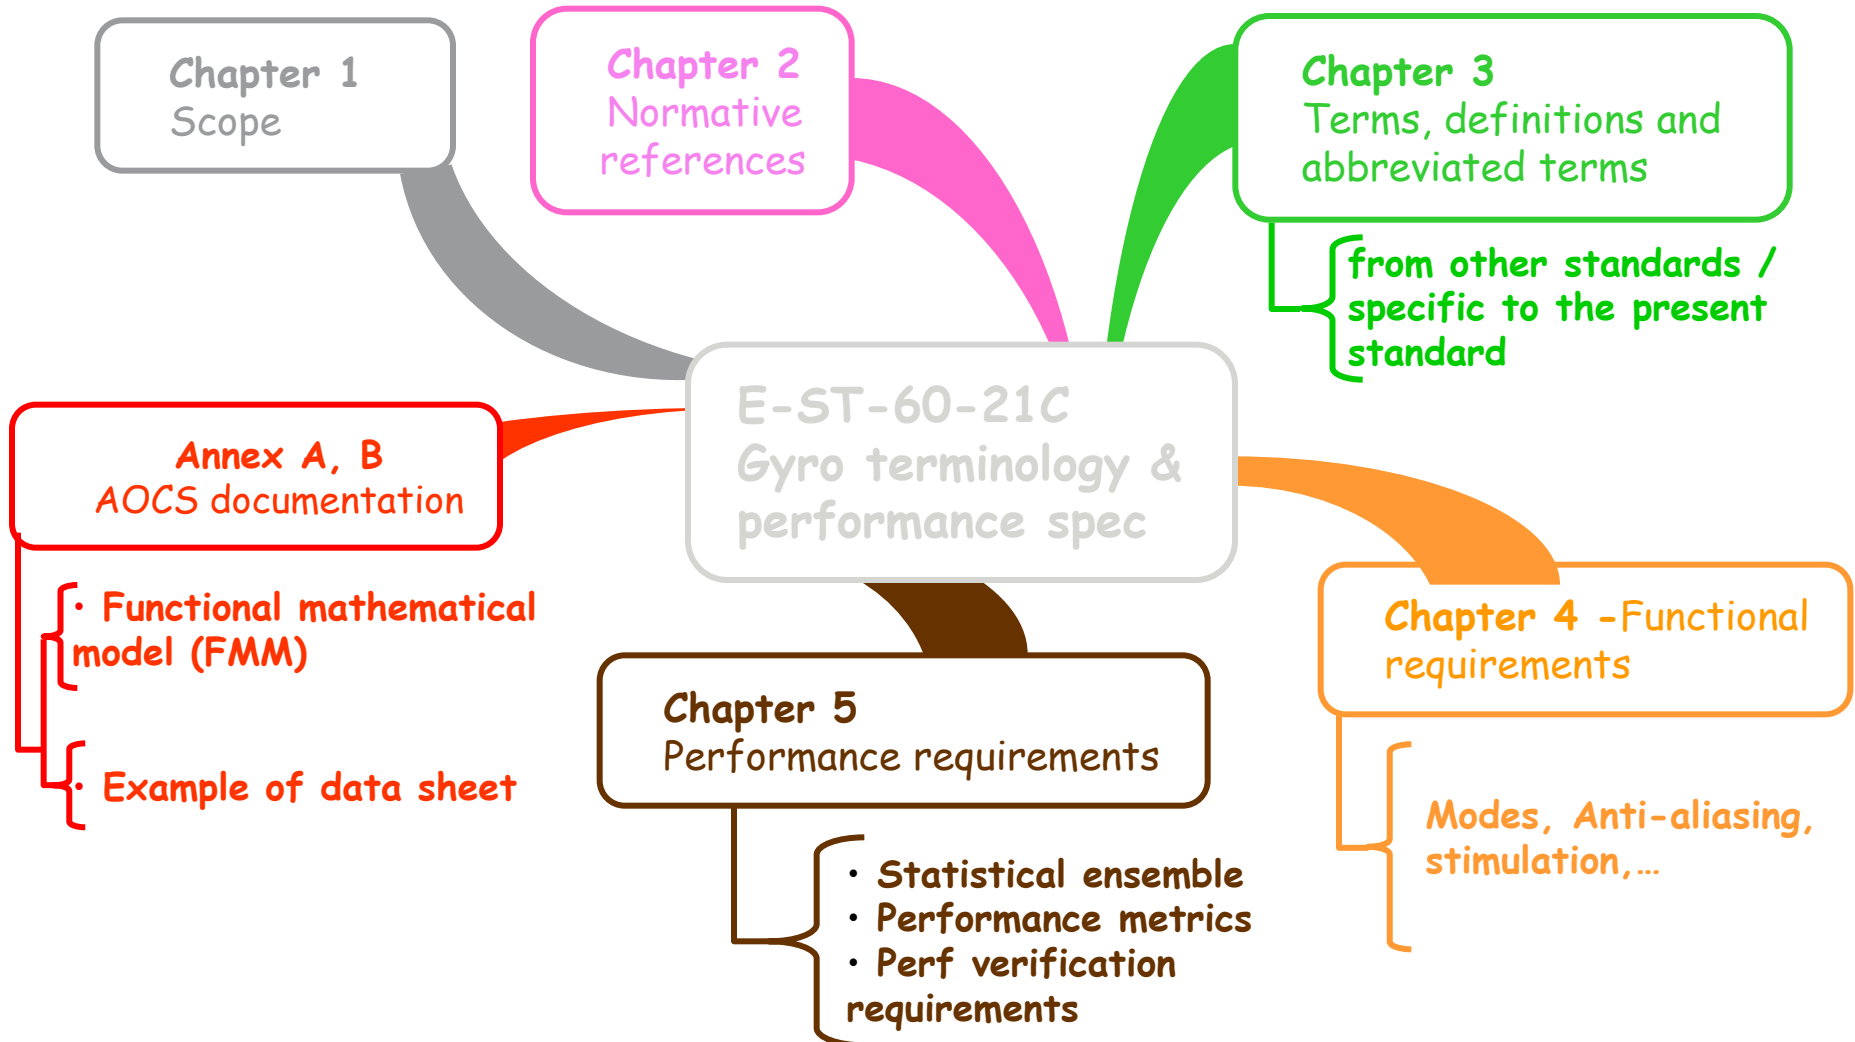 Chapter 1
Scope
Chapter 2
Normative
references
Chapter 3
Terms, definitions and
abbreviated terms
from other standards /
specific to the present
standard
E-ST-60-21C
Gyro terminology &
performance spec
Annex A, B
AOCS documentation
• Functional mathematical
model (FMM)
• Example of data sheet
Chapter 4 -Functional
requirements
Modes, Anti-aliasing,
stimulation,…
Chapter 5
Performance requirements
• Statistical ensemble
• Performance metrics
• Perf verification
requirements